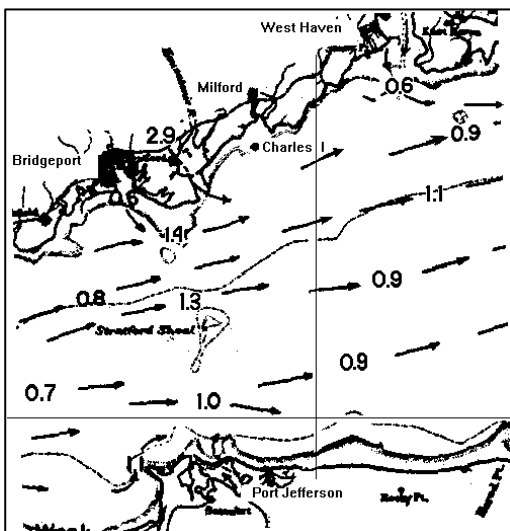 West Haven
Milford
0.6
0.9
2.9
Charles I
Bridgeport
1.1
1.4
0.9
0.8
1.3
Stratford Shoal
0.9
0.7
1.0
Port Jefferson
Rocky Pt.